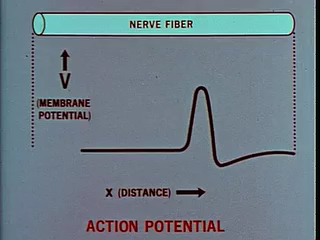 NERVE FIBER
V
(MEMBRANE
POTENTIAL)
X (DISTANCE)
ACTION POTENTIAL